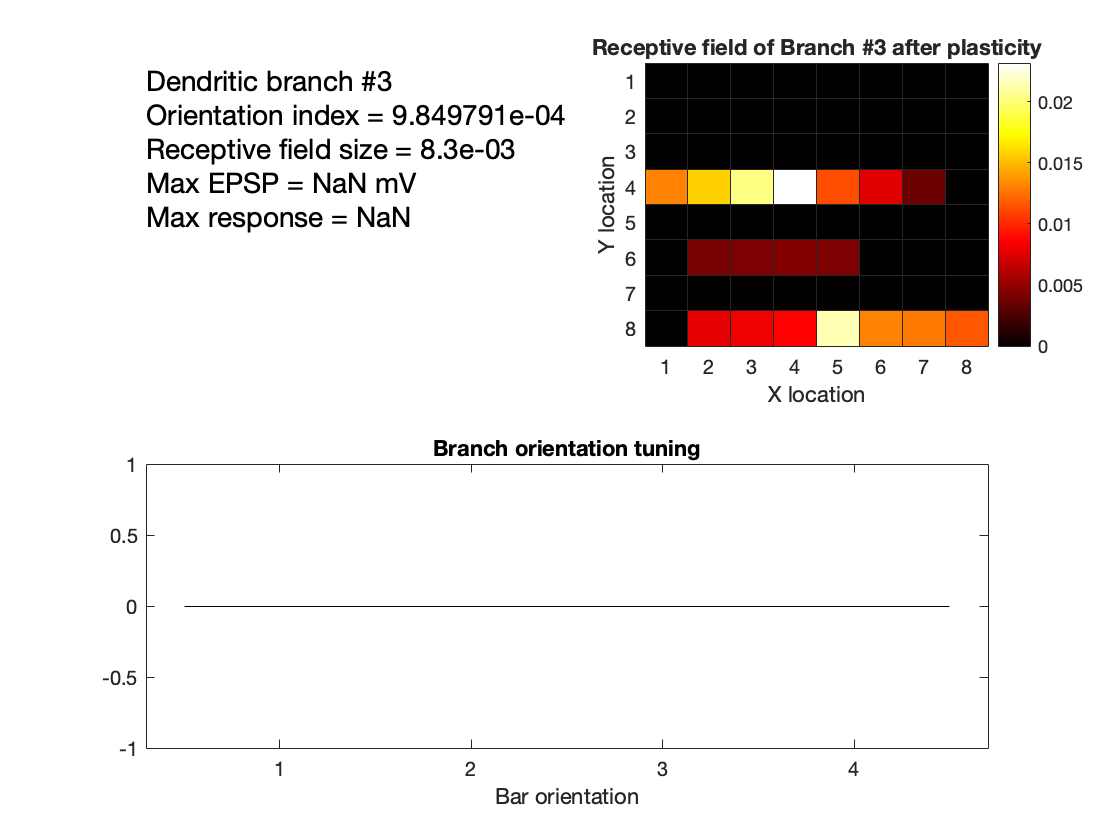 Dendritic branch #3
Orientation index = 9.849791e-04
Receptive field size = 8.3e-03
Max EPSP = NaN mV
Max response = NaN
Receptive field of Branch #3 after plasticity
Y location
1
2
3
4
5
6
7
8
1 2 3 4 5 6 7 8
X location
0.02
0.015
0.01
0.005
0
Branch orientation tuning
1
0.5
0
-0.5
-1
1 2 3 4
Bar orientation